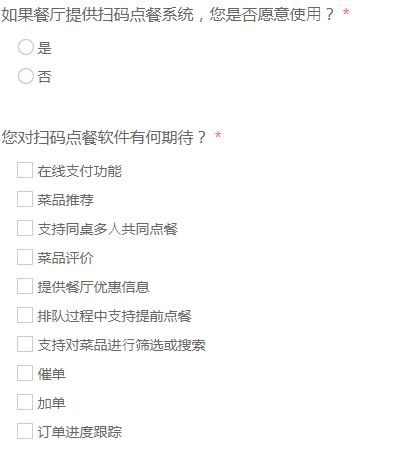 如果餐厅提供扫码点餐系统，您是否愿意使用？ *
是
否
您对扫码点餐软件有何期待？ *
在线支付功能
菜品推荐
支持同桌多人共同点餐
菜品评价
提供餐厅优惠信息
排队过程中支持提前点餐
支持对菜品进行筛选或搜索
催单
加单
订单进度跟踪